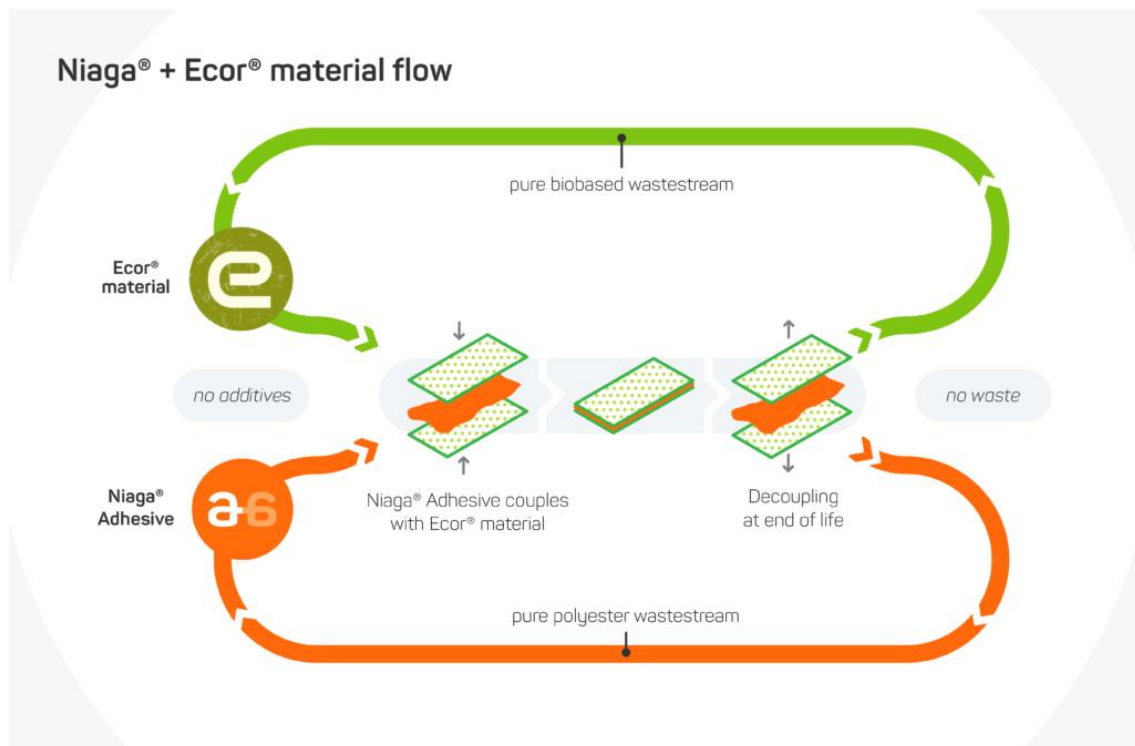 Niaga® + Ecor® material flow
pure biobased wastestream
Ecor®
material
e
no additives
no waste
Niaga®
Adhesive
a-a
Niaga® Adhesive couples
with Ecor® material
Decoupling
at end of life
pure polyester wastestream